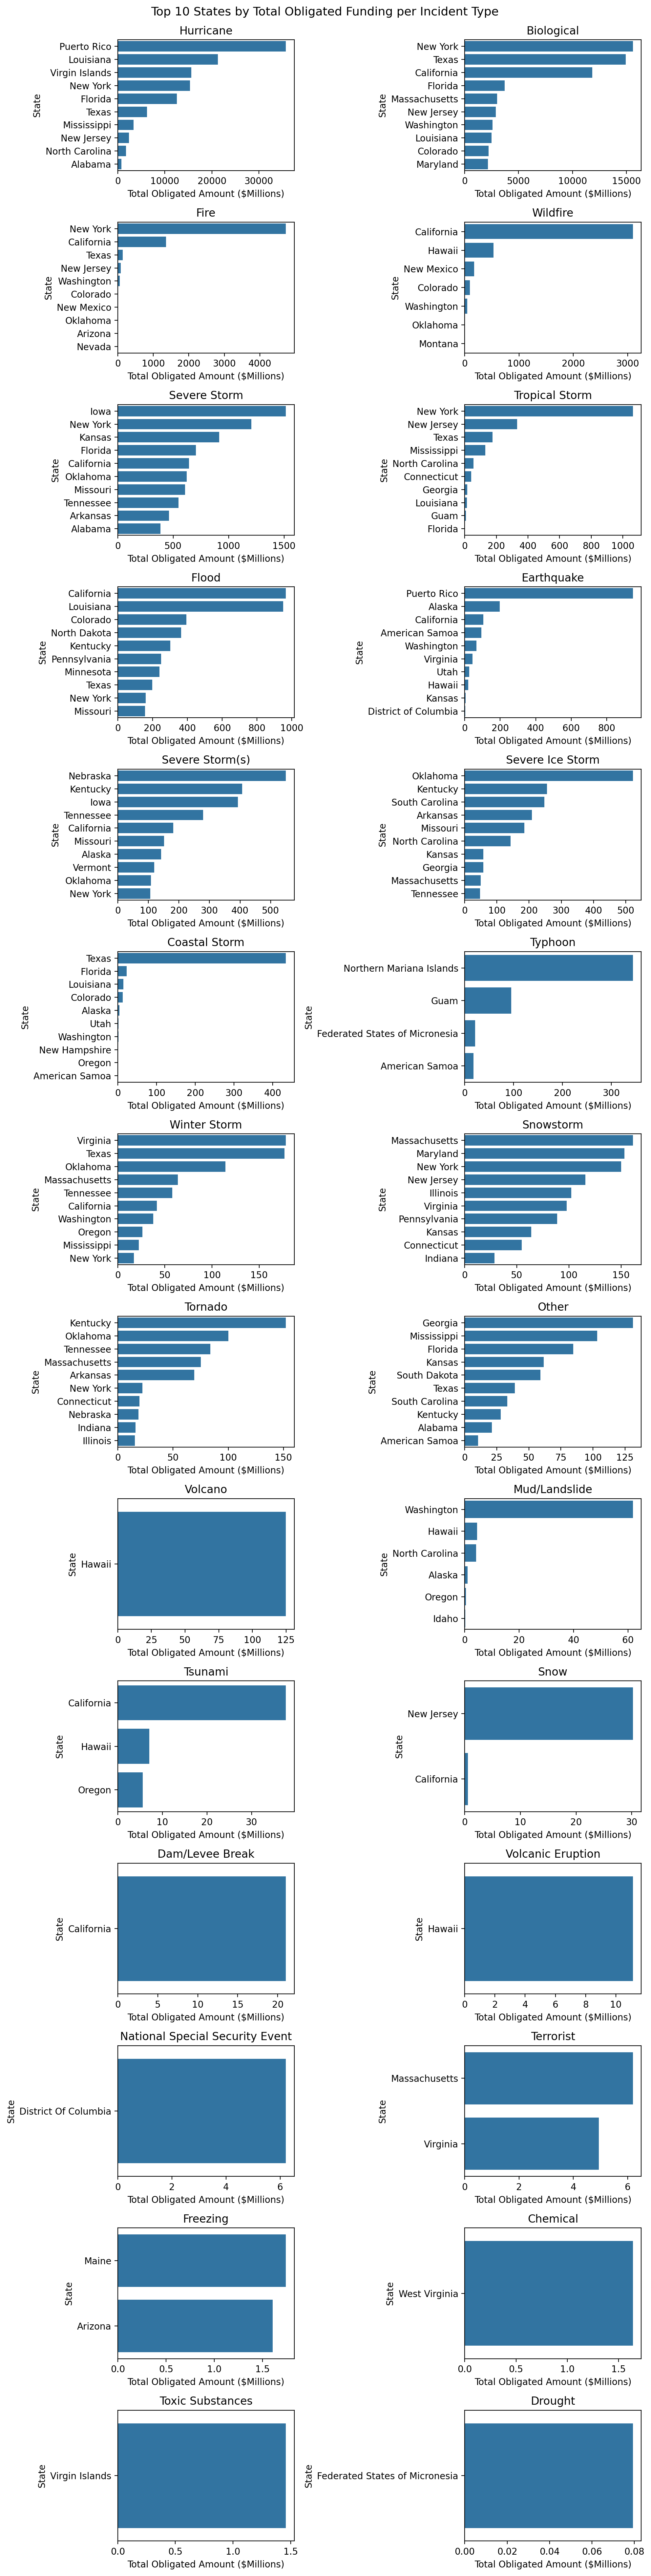 Top 10 States by Total Obligated Funding per Incident Type
Hurricane
State
Puerto Rico
Louisiana
Virgin Islands
New York
Florida
Texas
Mississippi
New Jersey
North Carolina
Alabama
0 10000 20000 30000
Total Obligated Amount ($Millions)
Biological
State
New York
Texas
California
Florida
Massachusetts
New Jersey
Washington
Louisiana
Colorado
Maryland
0 5000 10000 15000
Total Obligated Amount ($Millions)
Fire
State
New York
California
Texas
New Jersey
Washington
Colorado
New Mexico
Oklahoma
Arizona
Nevada
0 1000 2000 3000 4000
Total Obligated Amount ($Millions)
Wildfire
State
California
Hawaii
New Mexico
Colorado
Washington
Oklahoma
Montana
0 1000 2000 3000
Total Obligated Amount ($Millions)
Severe Storm
State
Iowa
New York
Kansas
Florida
California
Oklahoma
Missouri
Tennessee
Arkansas
Alabama
0 500 1000 1500
Total Obligated Amount ($Millions)
Tropical Storm
State
New York
New Jersey
Texas
Mississippi
North Carolina
Connecticut
Georgia
Louisiana
Guam
Florida
0 200 400 600 800 1000
Total Obligated Amount ($Millions)
Flood
State
California
Louisiana
Colorado
North Dakota
Kentucky
Pennsylvania
Minnesota
Texas
New York
Missouri
0 200 400 600 800 1000
Total Obligated Amount ($Millions)
Earthquake
State
Puerto Rico
Alaska
California
American Samoa
Washington
Virginia
Utah
Hawaii
Kansas
District of Columbia
0 200 400 600 800
Total Obligated Amount ($Millions)
Severe Storm(s)
State
Nebraska
Kentucky
Iowa
Tennessee
California
Missouri
Alaska
Vermont
Oklahoma
New York
0 100 200 300 400 500
Total Obligated Amount ($Millions)
Severe Ice Storm
State
Oklahoma
Kentucky
South Carolina
Arkansas
Missouri
North Carolina
Kansas
Georgia
Massachusetts
Tennessee
0 100 200 300 400 500
Total Obligated Amount ($Millions)
Coastal Storm
State
Texas
Florida
Louisiana
Colorado
Alaska
Utah
Washington
New Hampshire
Oregon
American Samoa
0 100 200 300 400
Total Obligated Amount ($Millions)
Typhoon
State
Northern Mariana Islands
Guam
Federated States of Micronesia
American Samoa
0 100 200 300
Total Obligated Amount ($Millions)
Winter Storm
State
Virginia
Texas
Oklahoma
Massachusetts
Tennessee
California
Washington
Oregon
Mississippi
New York
0 50 100 150
Total Obligated Amount ($Millions)
Snowstorm
State
Massachusetts
Maryland
New York
New Jersey
Illinois
Virginia
Pennsylvania
Kansas
Connecticut
Indiana
0 50 100 150
Total Obligated Amount ($Millions)
Tornado
State
Kentucky
Oklahoma
Tennessee
Massachusetts
Arkansas
New York
Connecticut
Nebraska
Indiana
Illinois
0 50 100 150
Total Obligated Amount ($Millions)
Other
State
Georgia
Mississippi
Florida
Kansas
South Dakota
Texas
South Carolina
Kentucky
Alabama
American Samoa
0 25 50 75 100 125
Total Obligated Amount ($Millions)
Volcano
State
Hawaii
0 25 50 75 100 125
Total Obligated Amount ($Millions)
Mud/Landslide
State
Washington
Hawaii
North Carolina
Alaska
Oregon
Idaho
0 20 40 60
Total Obligated Amount ($Millions)
Tsunami
State
California
Hawaii
Oregon
0 10 20 30
Total Obligated Amount ($Millions)
Snow
State
New Jersey
California
0 10 20 30
Total Obligated Amount ($Millions)
Dam/Levee Break
State
California
0 5 10 15 20
Total Obligated Amount ($Millions)
Volcanic Eruption
State
Hawaii
0 2 4 6 8 10
Total Obligated Amount ($Millions)
National Special Security Event
State
District Of Columbia
0 2 4 6
Total Obligated Amount ($Millions)
Terrorist
State
Massachusetts
Virginia
0 2 4 6
Total Obligated Amount ($Millions)
Freezing
State
Maine
Arizona
0.0 0.5 1.0 1.5
Total Obligated Amount ($Millions)
Chemical
State
West Virginia
0.0 0.5 1.0 1.5
Total Obligated Amount ($Millions)
Toxic Substances
State
Virgin Islands
0.0 0.5 1.0 1.5
Total Obligated Amount ($Millions)
Drought
State
Federated States of Micronesia
0.00 0.02 0.04 0.06 0.08
Total Obligated Amount ($Millions)